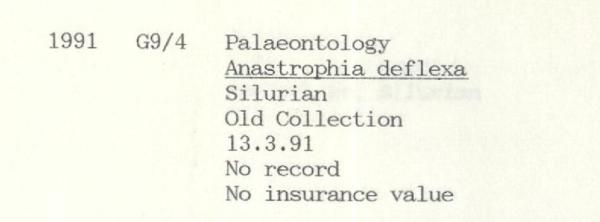 1991 G9/4 Palaeontology
Anastrophia deflexa
Silurian
Old Collection
13.3.91
No record
No insurance value